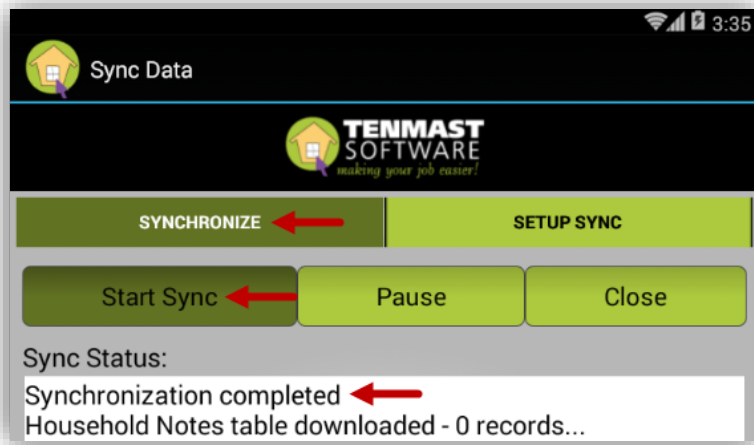 3:35
Sync Data
TENMAST
SOFTWARE
making your job easier!
SYNCHRONIZE
SETUP SYNC
Start Sync
Pause
Close
Sync Status:
Synchronization completed
Household Notes table downloaded - 0 records...